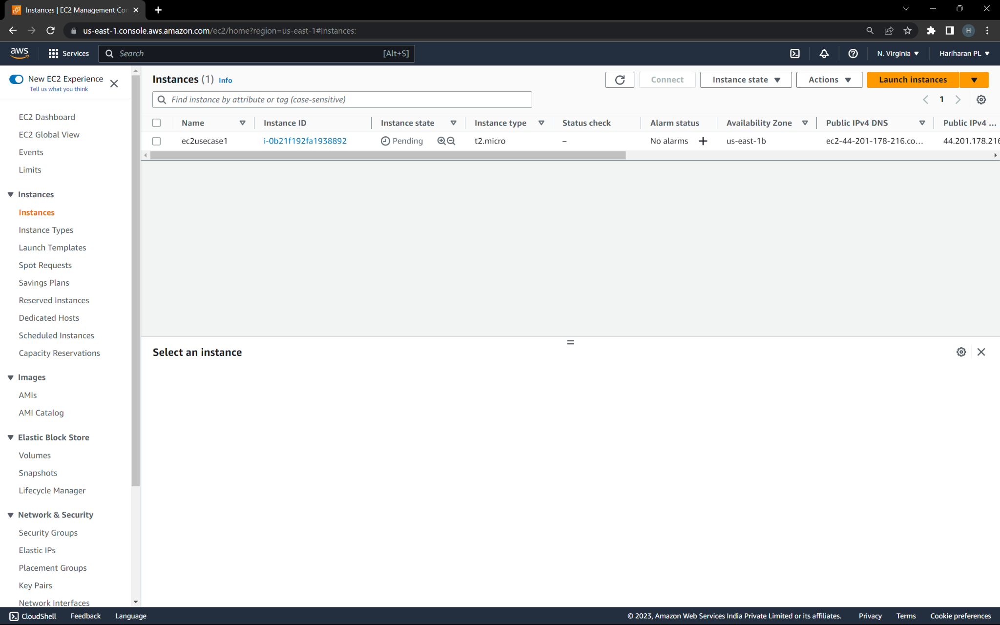 Instances | EC2 Management Co
us-east-1.console.aws.amazon.com/ec2/home?region=us-east-1#Instances:
H
aws
Services
Search
[Alt+S]
N. Virginia
Hariharan PL
New EC2 Experience
Tell us what you think
EC2 Dashboard
EC2 Global View
Events
Limits
Instances
Instances
Instance Types
Launch Templates
Spot Requests
Savings Plans
Reserved Instances
Dedicated Hosts
Scheduled Instances
Capacity Reservations
Images
AMIs
AMI Catalog
Elastic Block Store
Volumes
Snapshots
Lifecycle Manager
Network & Security
Security Groups
Elastic IPs
Placement Groups
Key Pairs
Network Interfaces
Instances (1) Info
Connect
Instance state
Actions
Launch instances
Find instance by attribute or tag (case-sensitive)
1
Name Instance ID Instance state Instance type Status check Alarm status Availability Zone Public IPv4 DNS Public IPv4 ...
ec2usecase1 i-0b21f192fa1938892 Pending t2.micro – No alarms + us-east-1b ec2-44-201-178-216.co... 44.201.178.216
Select an instance
CloudShell Feedback Language © 2023, Amazon Web Services India Private Limited or its affiliates. Privacy Terms Cookie preferences